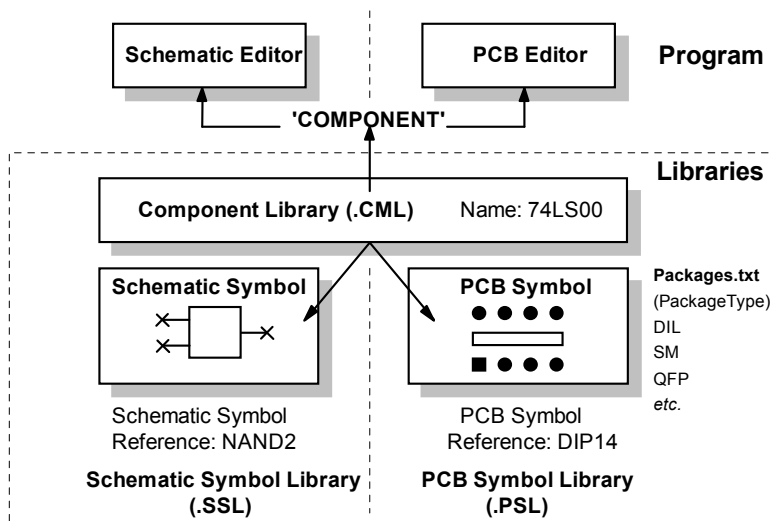 Schematic Editor
PCB Editor
Program
'COMPONENT'
Libraries
Component Library (.CML)
Name: 74LS00
Schematic Symbol
PCB Symbol
Packages.txt
(PackageType)
DIL
SM
QFP
etc.
Schematic Symbol
Reference: NAND2
PCB Symbol
Reference: DIP14
Schematic Symbol Library
(.SSL)
PCB Symbol Library
(.PSL)